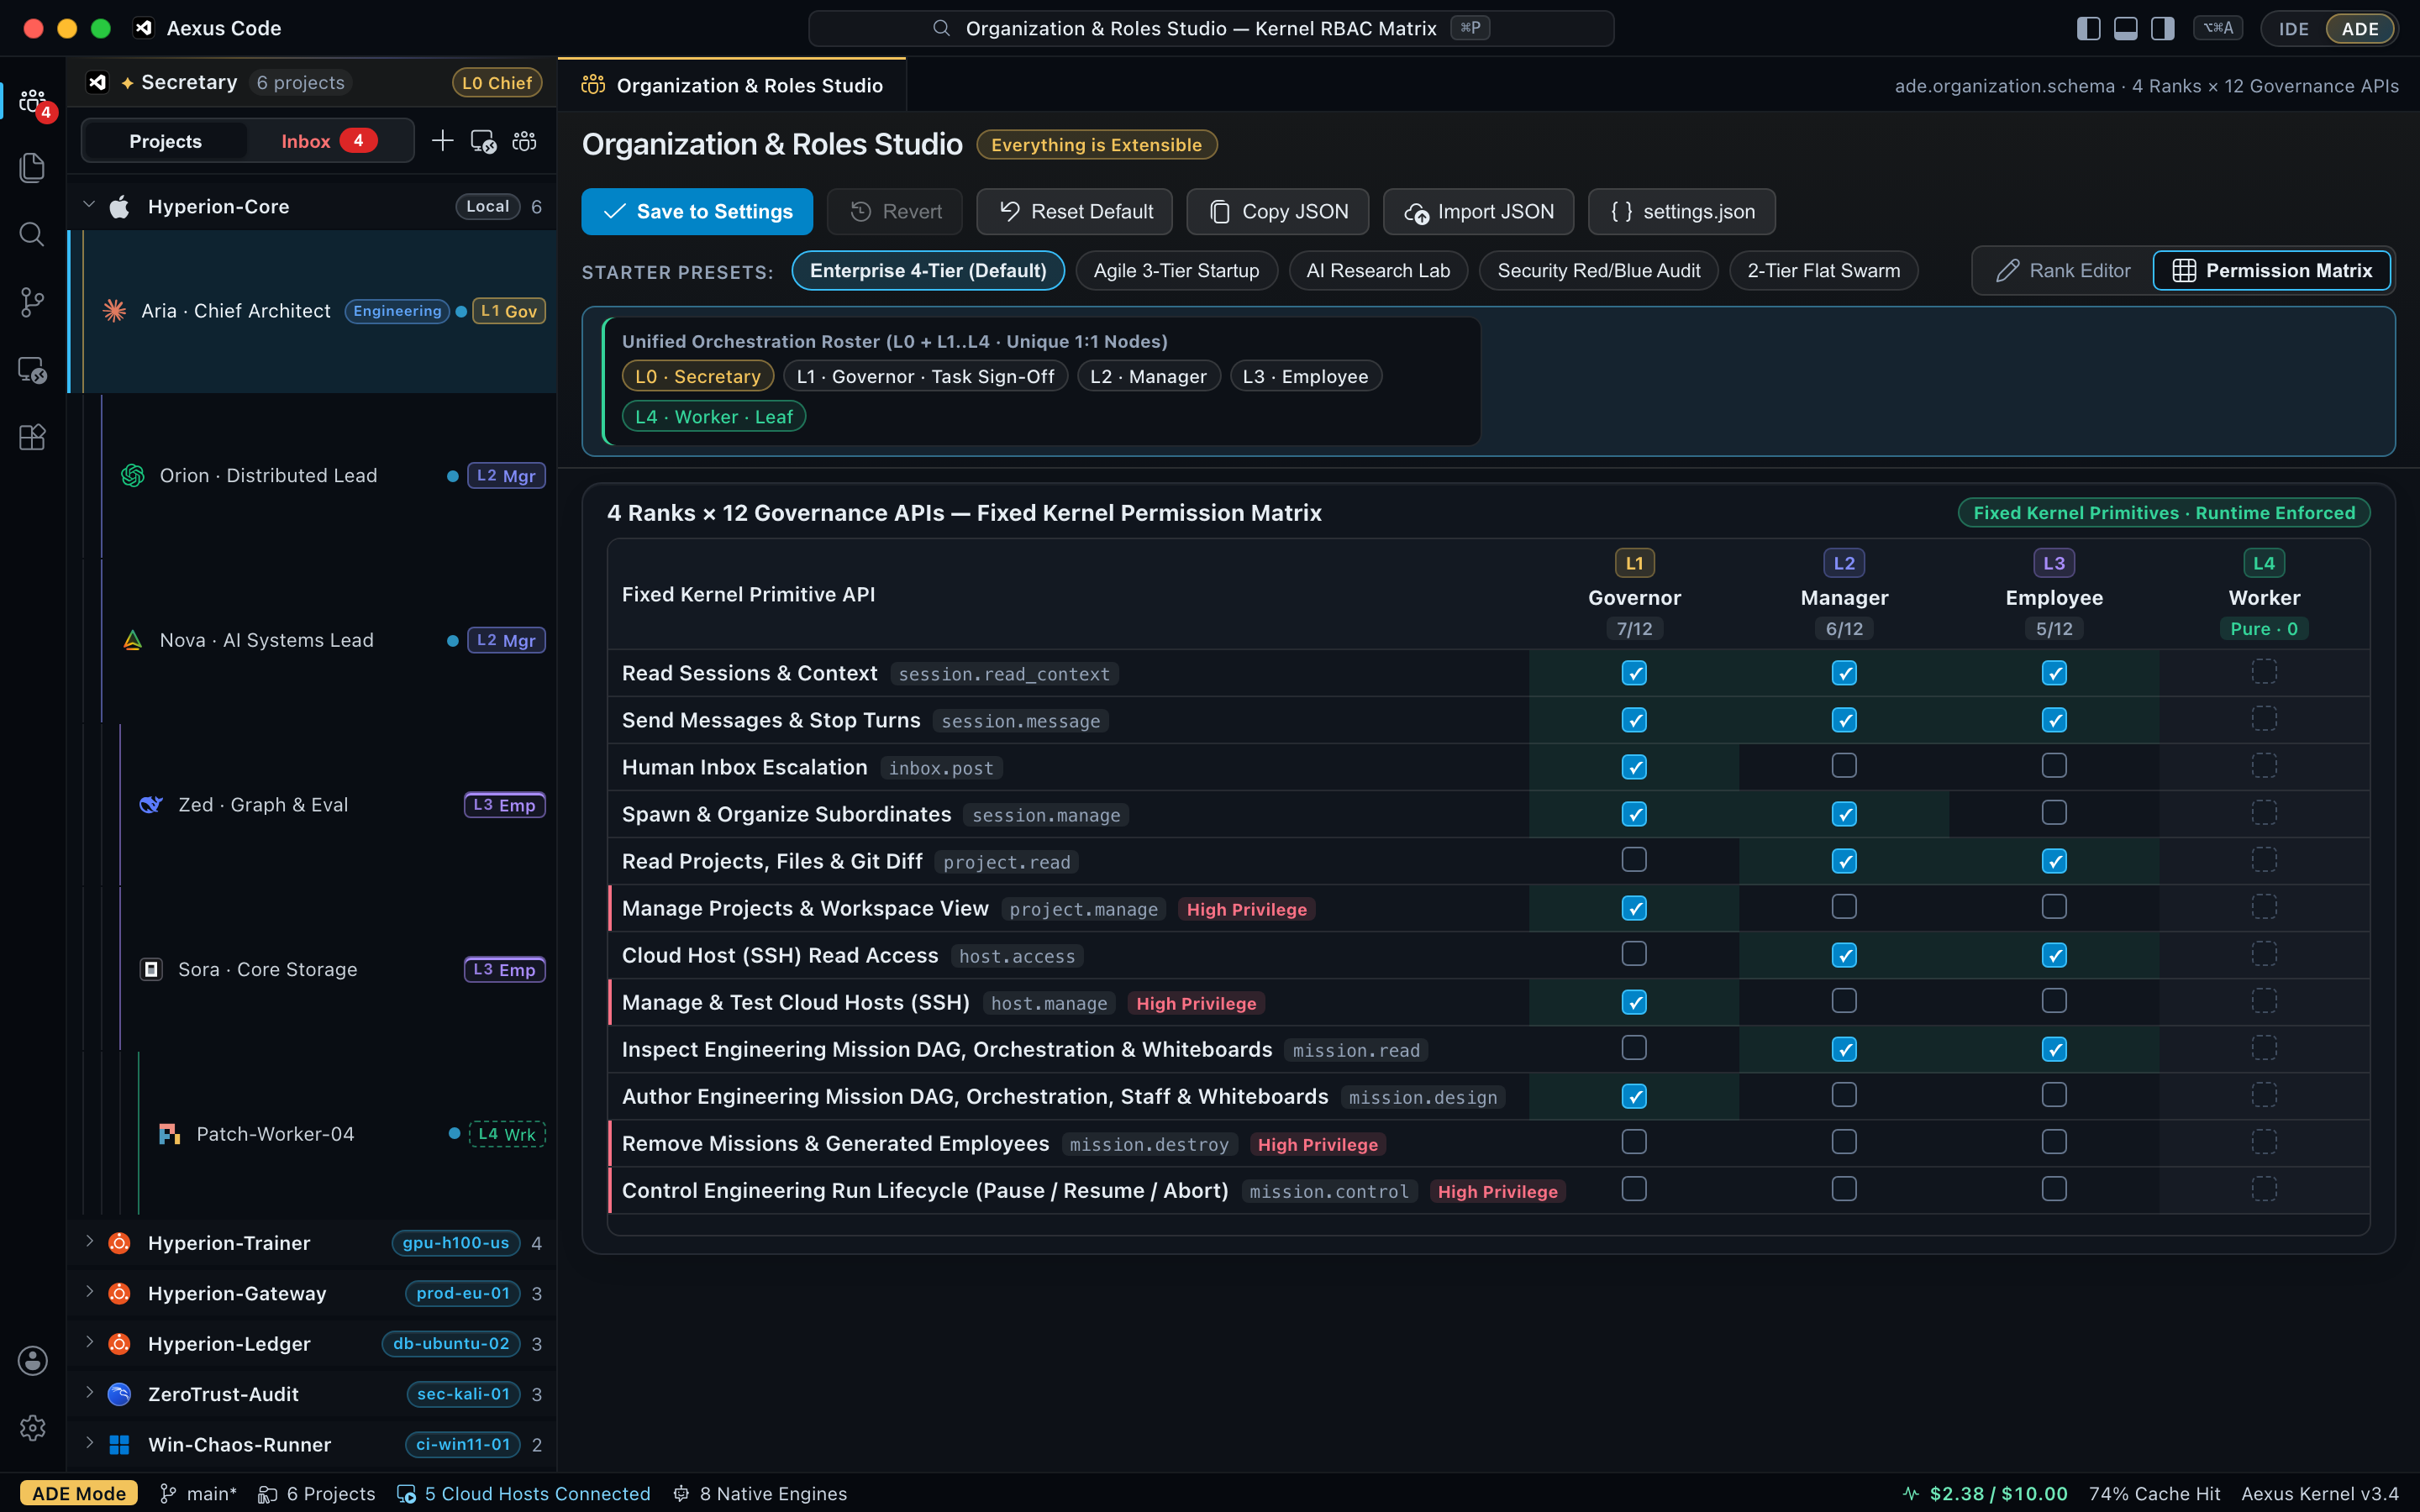 Aexus Code
Organization & Roles Studio — Kernel RBAC Matrix ⌘P
⌥⌘A
IDE ADE
4
✦ Secretary 6 projects L0 Chief
Projects Inbox 4
Hyperion-Core Local 6
Aria · Chief Architect Engineering L1 Gov
Orion · Distributed Lead L2 Mgr
Nova · AI Systems Lead L2 Mgr
Zed · Graph & Eval L3 Emp
Sora · Core Storage L3 Emp
Patch-Worker-04 L4 Wrk
Hyperion-Trainer gpu-h100-us 4
Hyperion-Gateway prod-eu-01 3
Hyperion-Ledger db-ubuntu-02 3
ZeroTrust-Audit sec-kali-01 3
Win-Chaos-Runner ci-win11-01 2
Organization & Roles Studio
ade.organization.schema · 4 Ranks × 12 Governance APIs
Organization & Roles Studio Everything is Extensible
Save to Settings Revert Reset Default Copy JSON Import JSON { } settings.json
STARTER PRESETS: Enterprise 4-Tier (Default) Agile 3-Tier Startup AI Research Lab Security Red/Blue Audit 2-Tier Flat Swarm Rank Editor Permission Matrix
Unified Orchestration Roster (L0 + L1..L4 · Unique 1:1 Nodes)
L0 · Secretary L1 · Governor · Task Sign-Off L2 · Manager L3 · Employee
L4 · Worker · Leaf
4 Ranks × 12 Governance APIs — Fixed Kernel Permission Matrix Fixed Kernel Primitives · Runtime Enforced
L1 L2 L3 L4
Fixed Kernel Primitive API Governor Manager Employee Worker
7/12 6/12 5/12 Pure · 0
Read Sessions & Context session.read_context
Send Messages & Stop Turns session.message
Human Inbox Escalation inbox.post
Spawn & Organize Subordinates session.manage
Read Projects, Files & Git Diff project.read
Manage Projects & Workspace View project.manage High Privilege
Cloud Host (SSH) Read Access host.access
Manage & Test Cloud Hosts (SSH) host.manage High Privilege
Inspect Engineering Mission DAG, Orchestration & Whiteboards mission.read
Author Engineering Mission DAG, Orchestration, Staff & Whiteboards mission.design
Remove Missions & Generated Employees mission.destroy High Privilege
Control Engineering Run Lifecycle (Pause / Resume / Abort) mission.control High Privilege
ADE Mode main* 6 Projects 5 Cloud Hosts Connected 8 Native Engines $2.38 / $10.00 74% Cache Hit Aexus Kernel v3.4